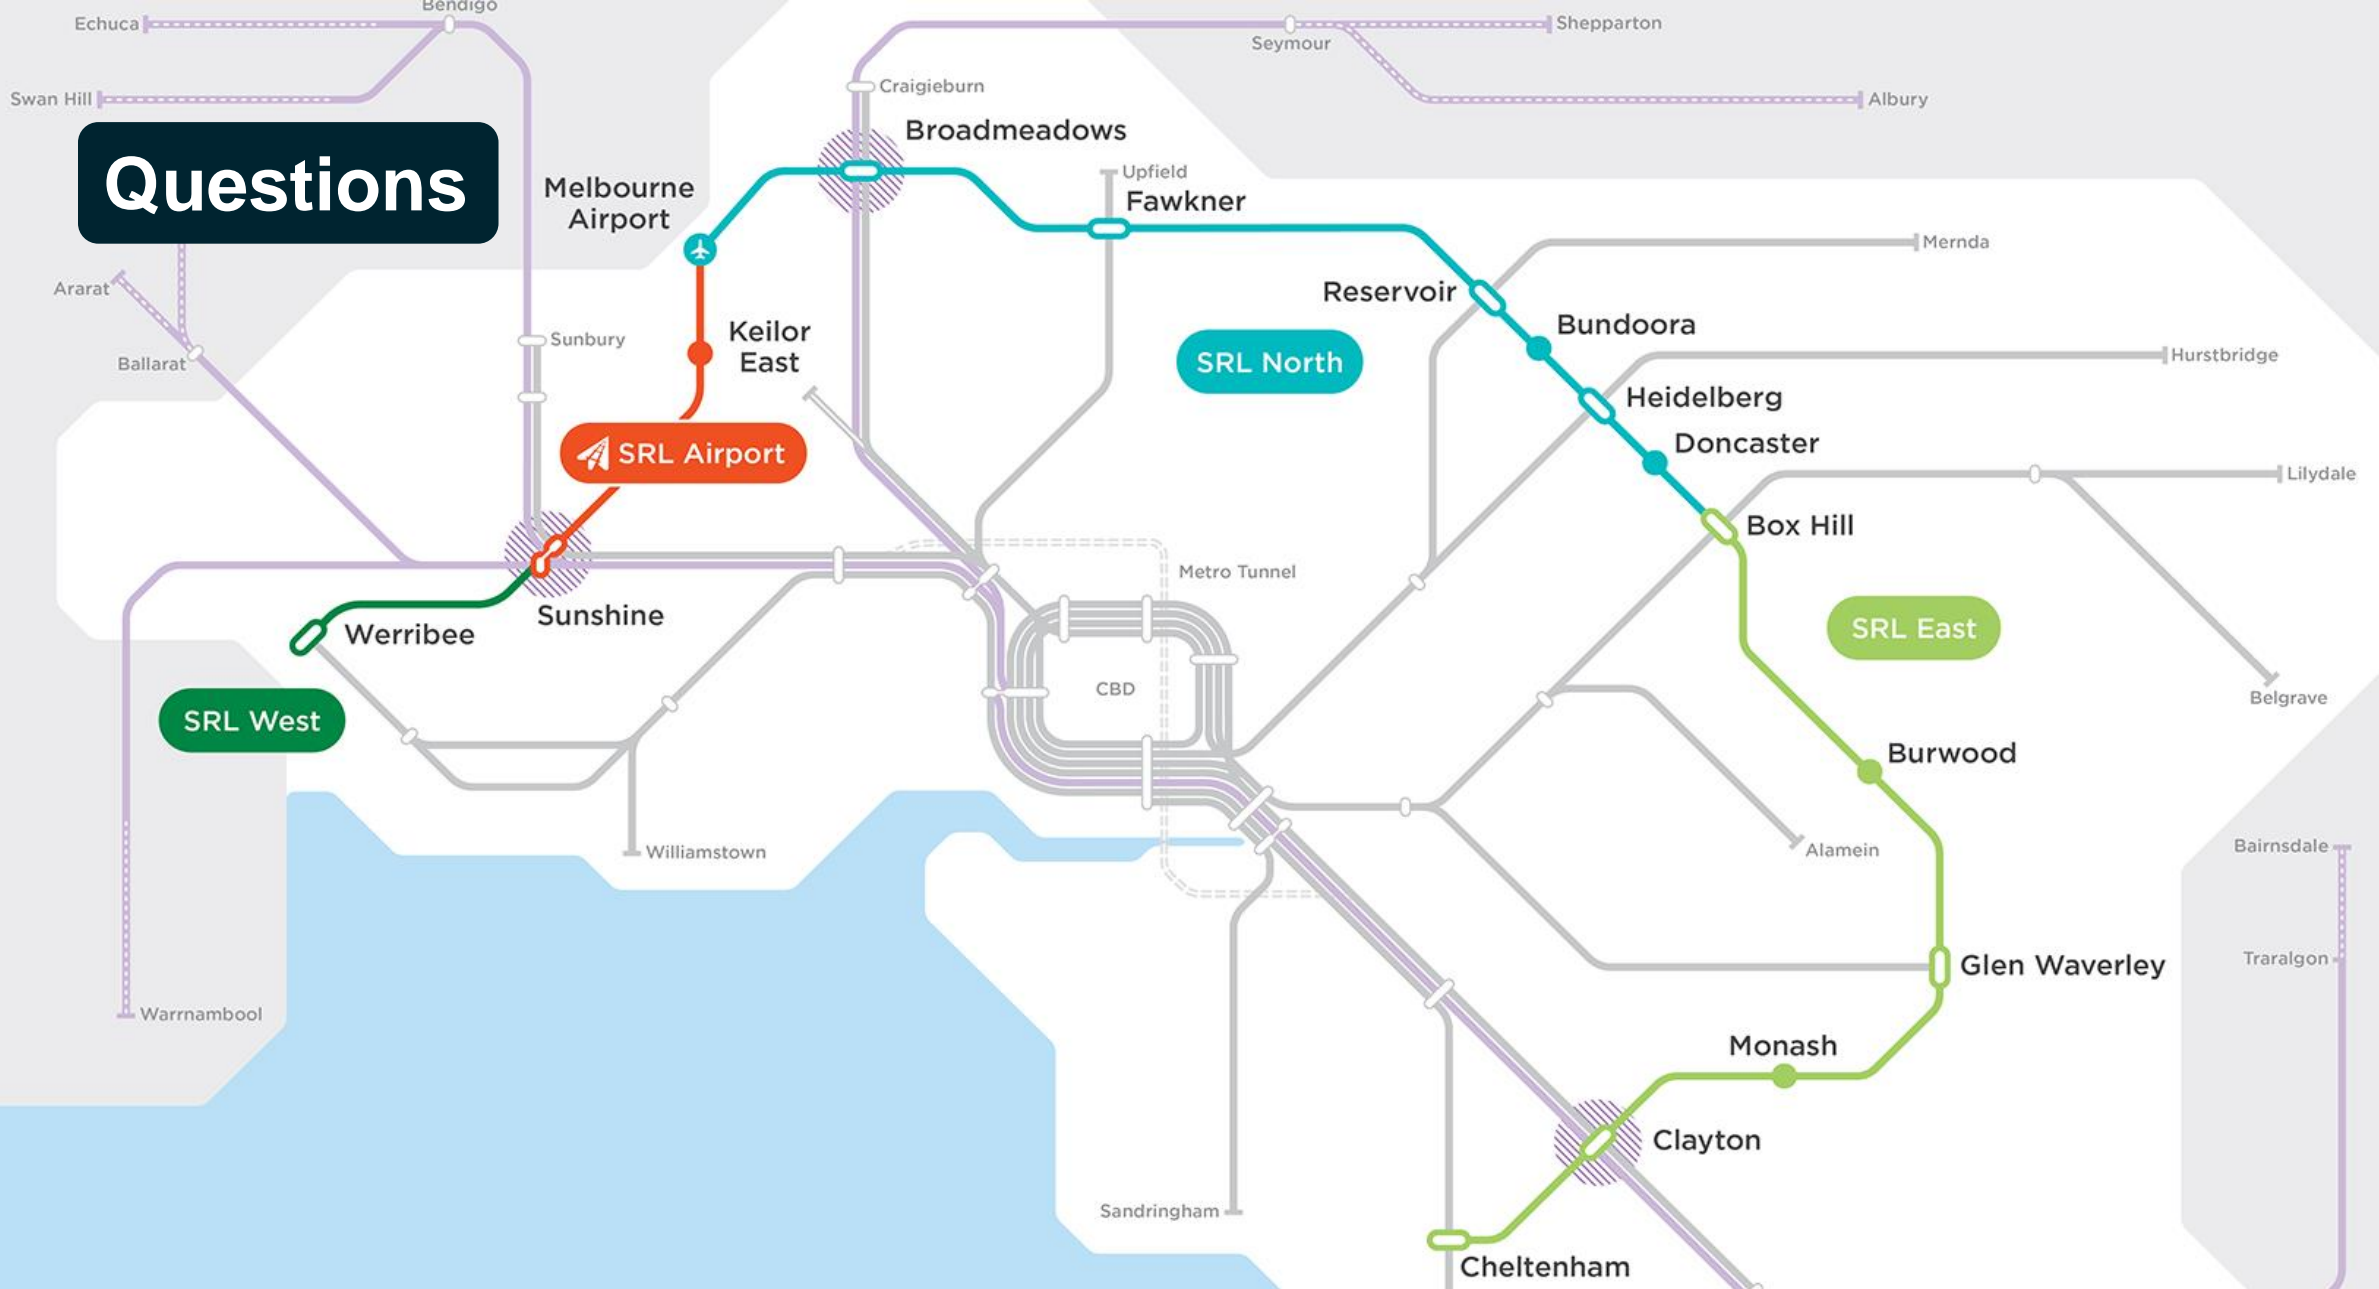 Bendigo
Echuca
Shepparton
Seymour
Swan Hill
Albury
Craigieburn
Broadmeadows
Questions
Upfield
Melbourne
Airport
Fawkner
Mernda
Ararat
Reservoir
Bundoora
Keilor
East
Sunbury
Ballarat
SRL North
Hurstbridge
Heidelberg
Doncaster
SRL Airport
Lilydale
Box Hill
Metro Tunnel
Sunshine
Werribee
SRL East
CBD
Belgrave
SRL West
Burwood
Williamstown
Alamein
Bairnsdale
Glen Waverley
Traralgon
Warrnambool
Monash
Clayton
Sandringham
Cheltenham